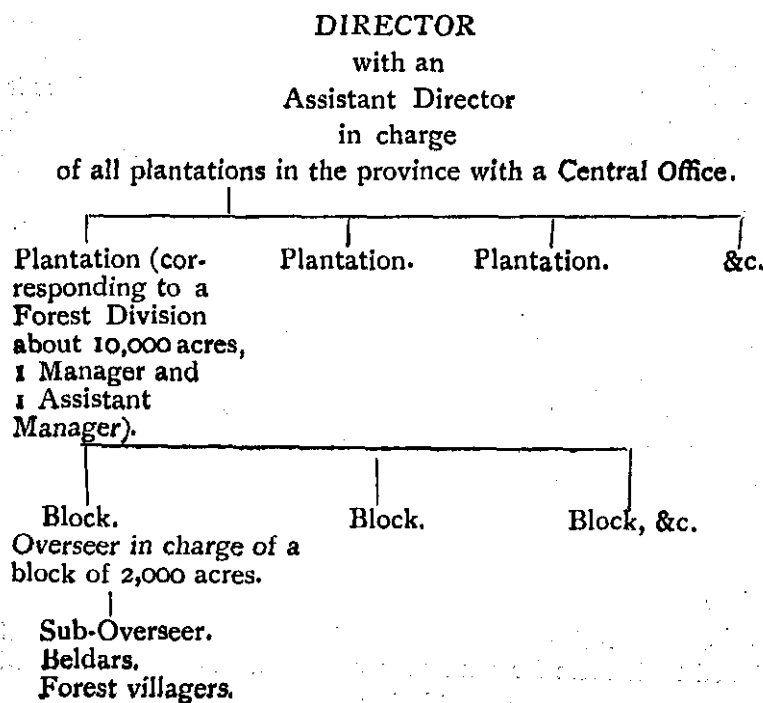 DIRECTOR
with an
Assistant Director
in charge
of all plantations in the province with a Central Office.
Plantation (cor-
responding to a
Forest Division
about 10,000 acres,
1 Manager and
1 Assistant
Manager).
Plantation.
Plantation.
&c.
Block.
Overseer in charge of a
block of 2,000 acres.
Block.
Block, &c.
Sub-Overseer.
Beldars.
Forest villagers.